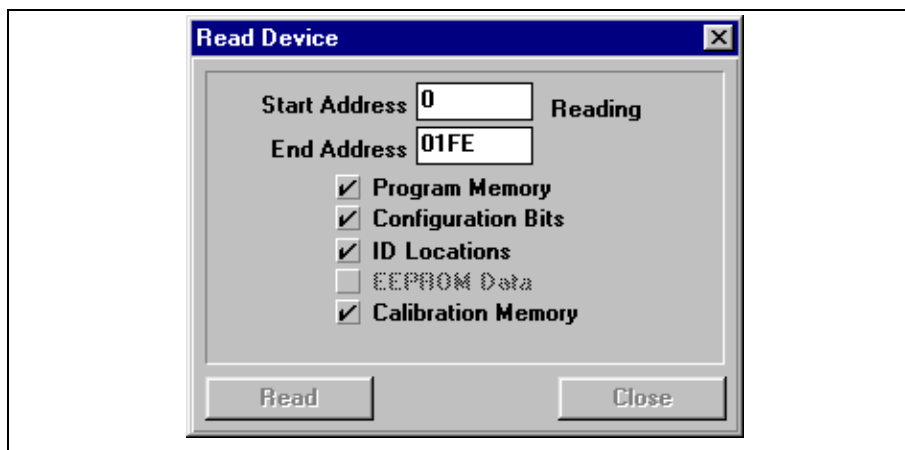 Read Device
Start Address 0 Reading
End Address 01FE
Program Memory
Configuration Bits
ID Locations
EEPROM Data
Calibration Memory
Read Close